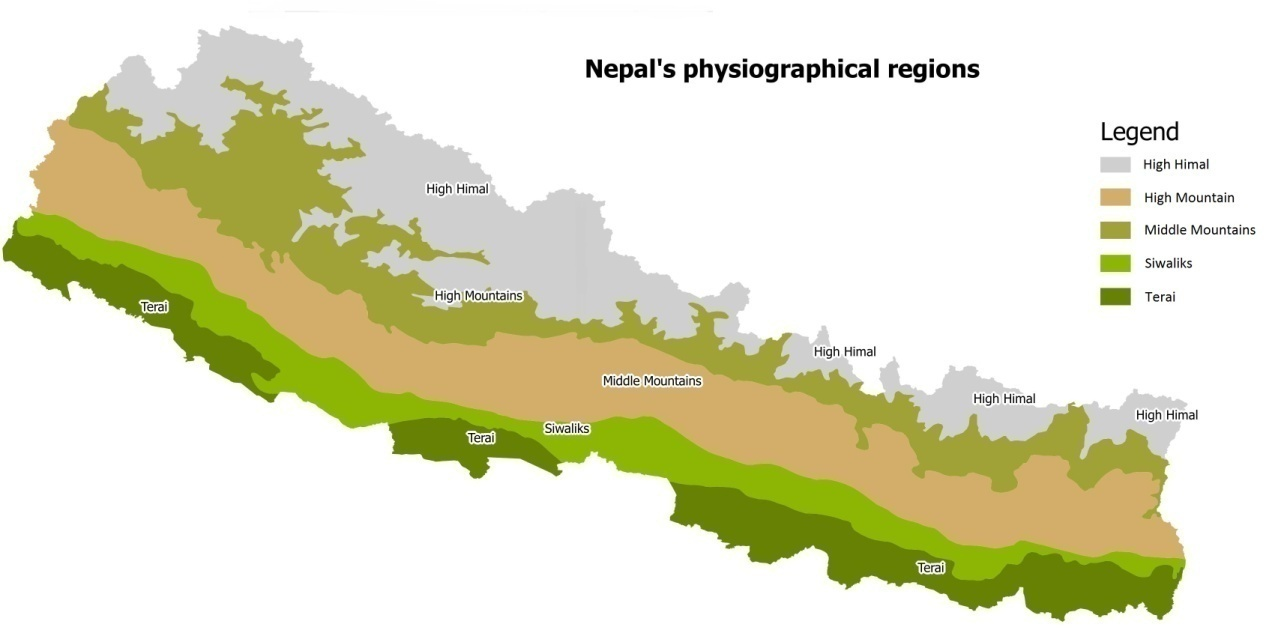 Nepal's physiographical regions
Legend
High Himal
High Mountain
Middle Mountains
Siwaliks
Terai
High Himal
High Mountains
Terai
High Himal
Middle Mountains
High Himal
High Himal
Siwaliks
Terai
Terai